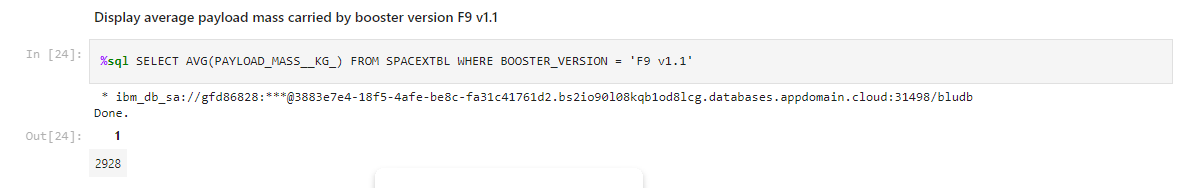 Display average payload mass carried by booster version F9 v1.1
In [24]: %sql SELECT AVG(PAYLOAD_MASS__KG_) FROM SPACEXTBL WHERE BOOSTER_VERSION = 'F9 v1.1'
* ibm_db_sa://gfd86828:***@3883e7e4-18f5-4afe-be8c-fa31c41761d2.bs2io90l08kqb1od8lcg.databases.appdomain.cloud:31498/bludb
Done.
Out[24]: 1
2928